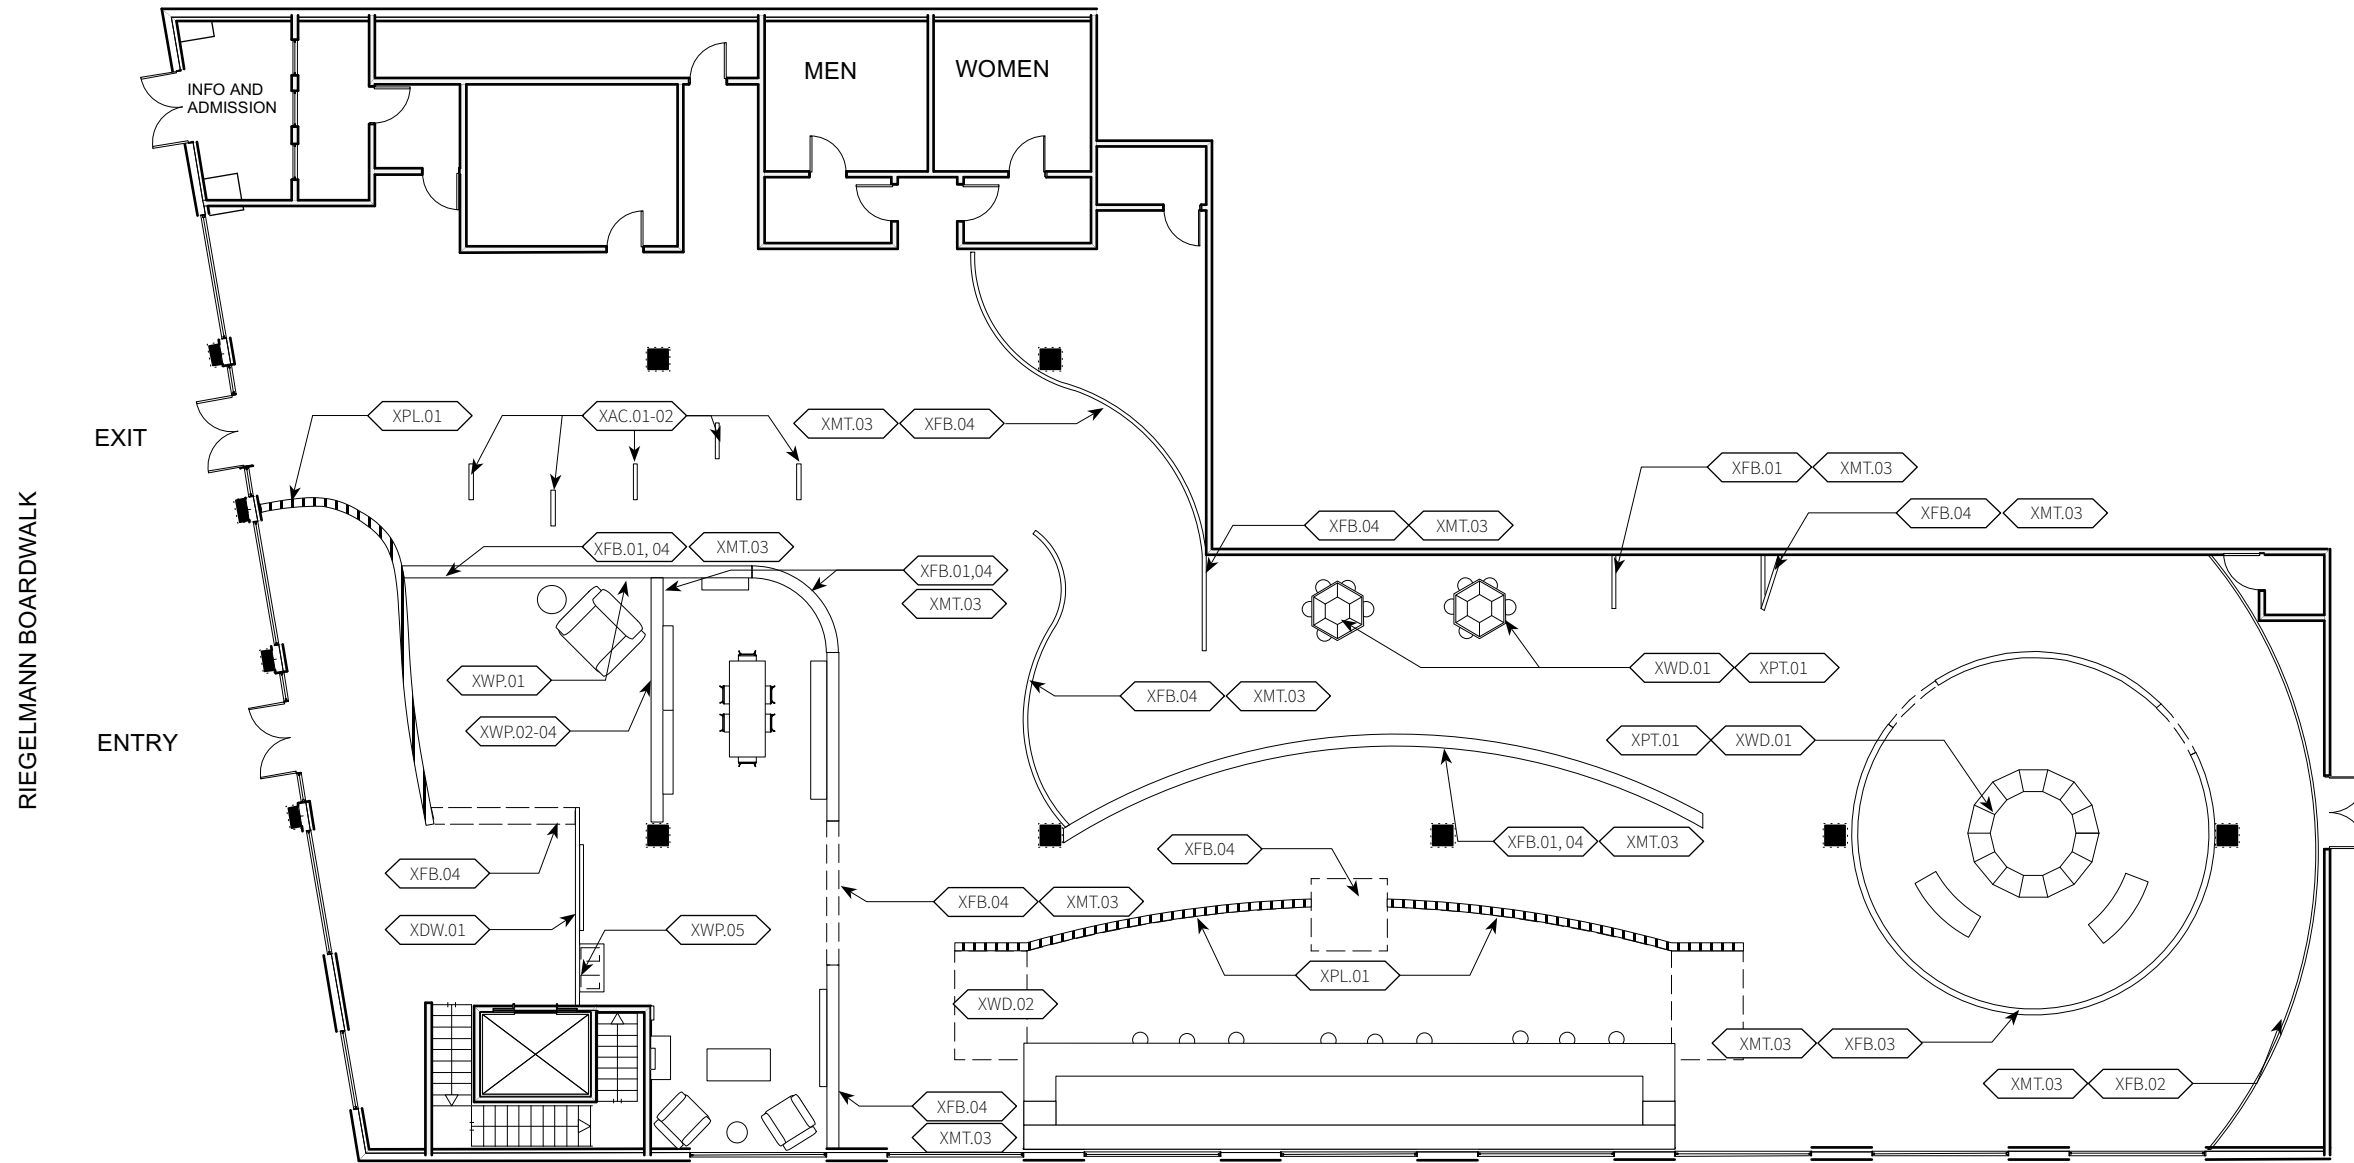 MEN
WOMEN
INFO AND
ADMISSION
XPL.01
XAC.01-02
XMT.03
XFB.04
EXIT
XFB.01
XMT.03
XFB.04
XMT.03
XFB.04
XMT.03
XFB.01, 04
XMT.03
XFB.01,04
XMT.03
RIEGELMANN BOARDWALK
XWP.01
XWD.01
XPT.01
XFB.04
XMT.03
XWP.02-04
ENTRY
XPT.01
XWD.01
XFB.01, 04
XMT.03
XFB.04
XFB.04
XFB.04
XMT.03
XDW.01
XWP.05
XPL.01
XWD.02
XMT.03
XFB.03
XMT.03
XFB.02
XFB.04
XMT.03